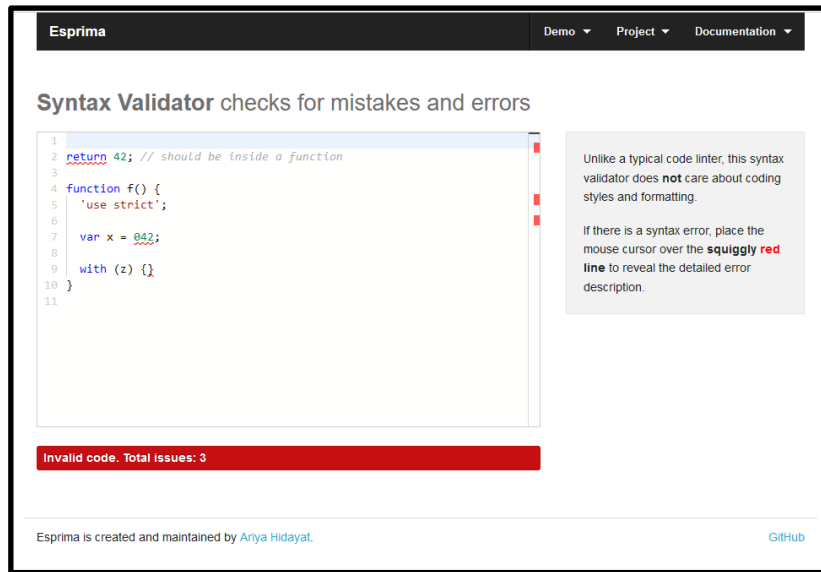 Esprima
Demo
Project
Documentation
Syntax Validator checks for mistakes and errors
1
2 return 42; // should be inside a function
3
4 function f() {
5 'use strict';
6
7 var x = 042;
8
9 with (z) {}
10 }
11
Unlike a typical code linter, this syntax
validator does not care about coding
styles and formatting.
If there is a syntax error, place the
mouse cursor over the squiggly red
line to reveal the detailed error
description.
Invalid code. Total issues: 3
Esprima is created and maintained by Ariya Hidayat.
GitHub